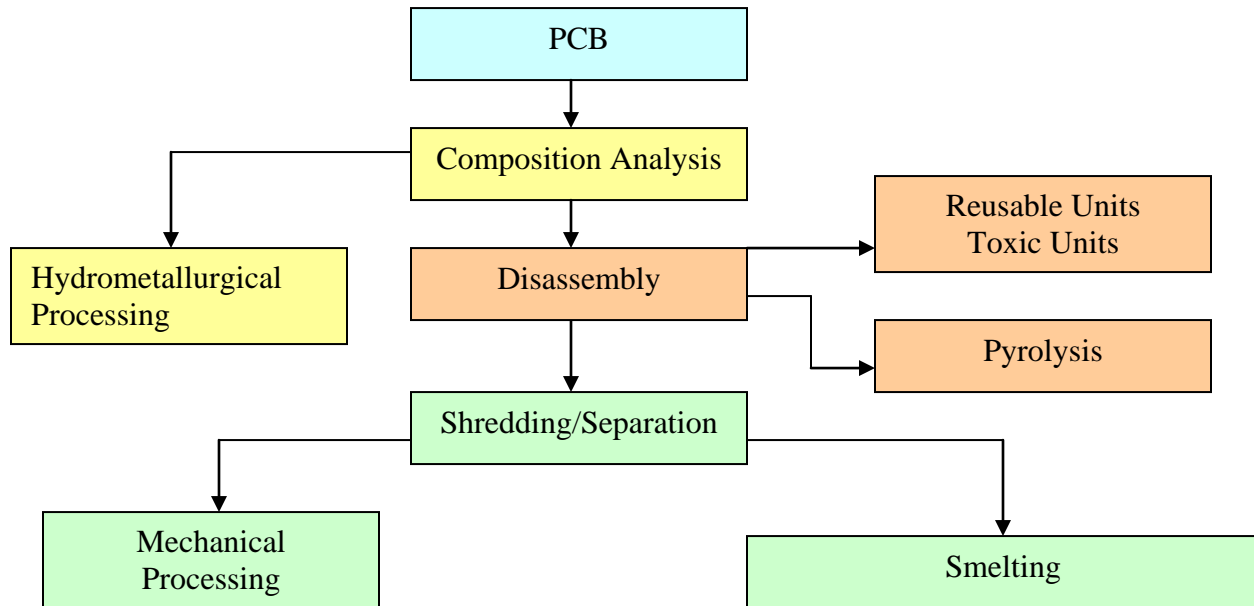 PCB
Composition Analysis
Reusable Units
Toxic Units
Hydrometallurgical
Processing
Disassembly
Pyrolysis
Shredding/Separation
Mechanical
Processing
Smelting